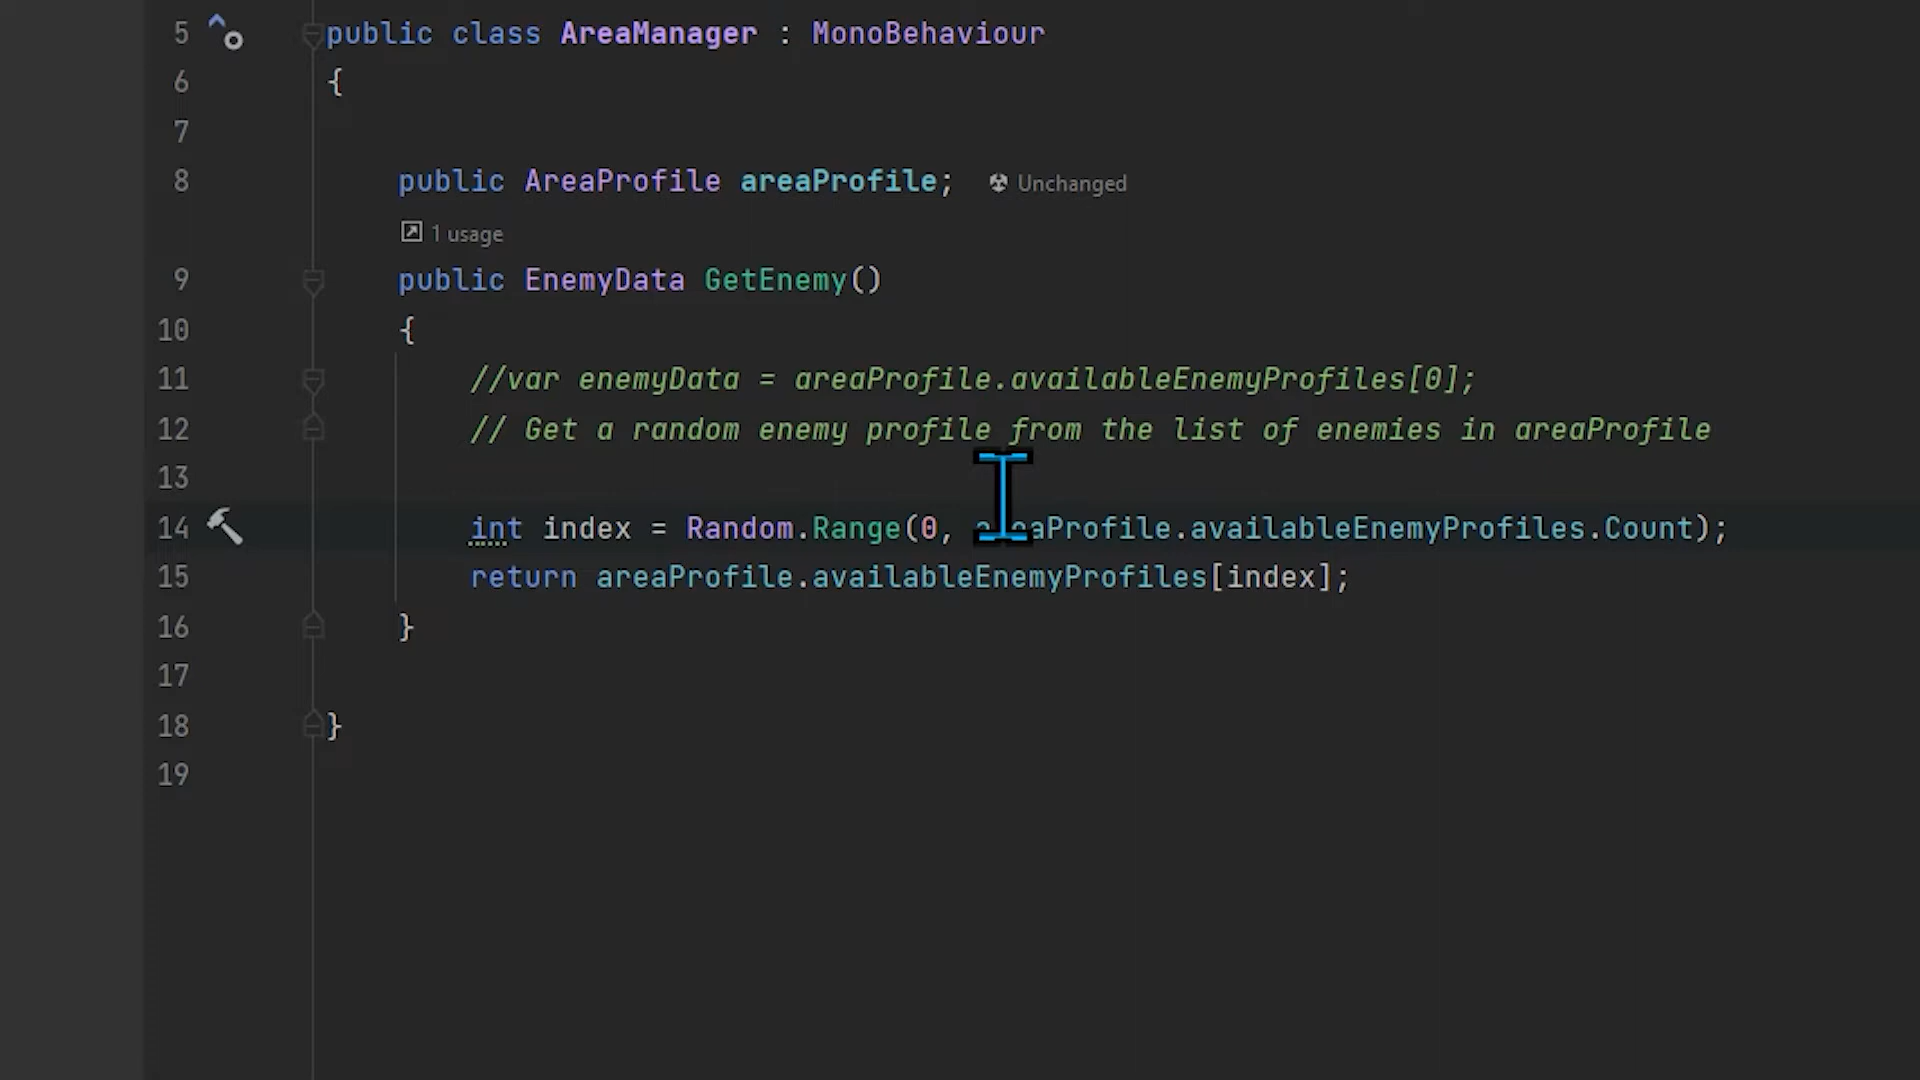 5 public class AreaManager : MonoBehaviour
6 {
7
8 public AreaProfile areaProfile; Unchanged
1 usage
9 public EnemyData GetEnemy()
10 {
11 //var enemyData = areaProfile.availableEnemyProfiles[0];
12 // Get a random enemy profile from the list of enemies in areaProfile
13
14 int index = Random.Range(0, areaProfile.availableEnemyProfiles.Count);
15 return areaProfile.availableEnemyProfiles[index];
16 }
17
18 }
19